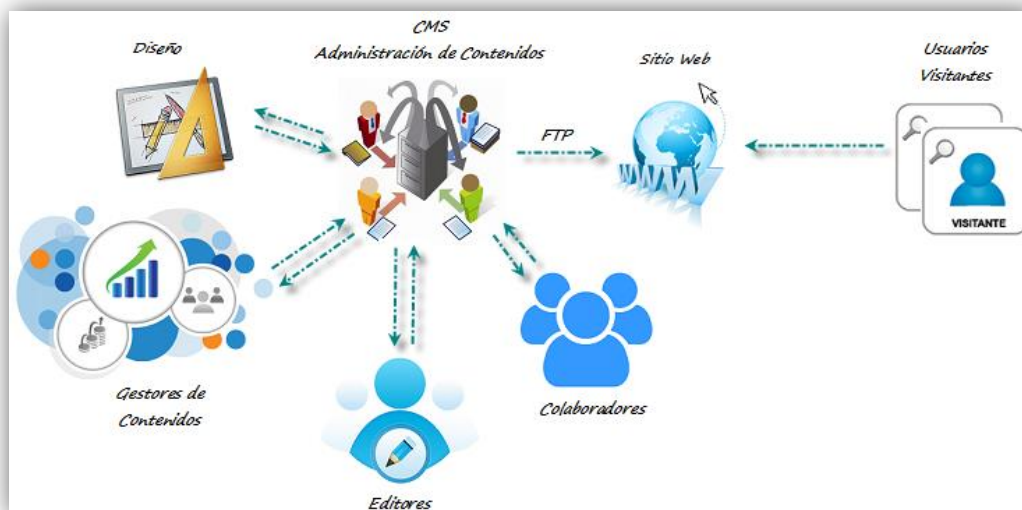 CMS
Administración de Contenidos
Diseño
Sitio Web
Usuarios
Visitantes
FTP
WWW
VISITANTE
Gestores de
Contenidos
Colaboradores
Editores